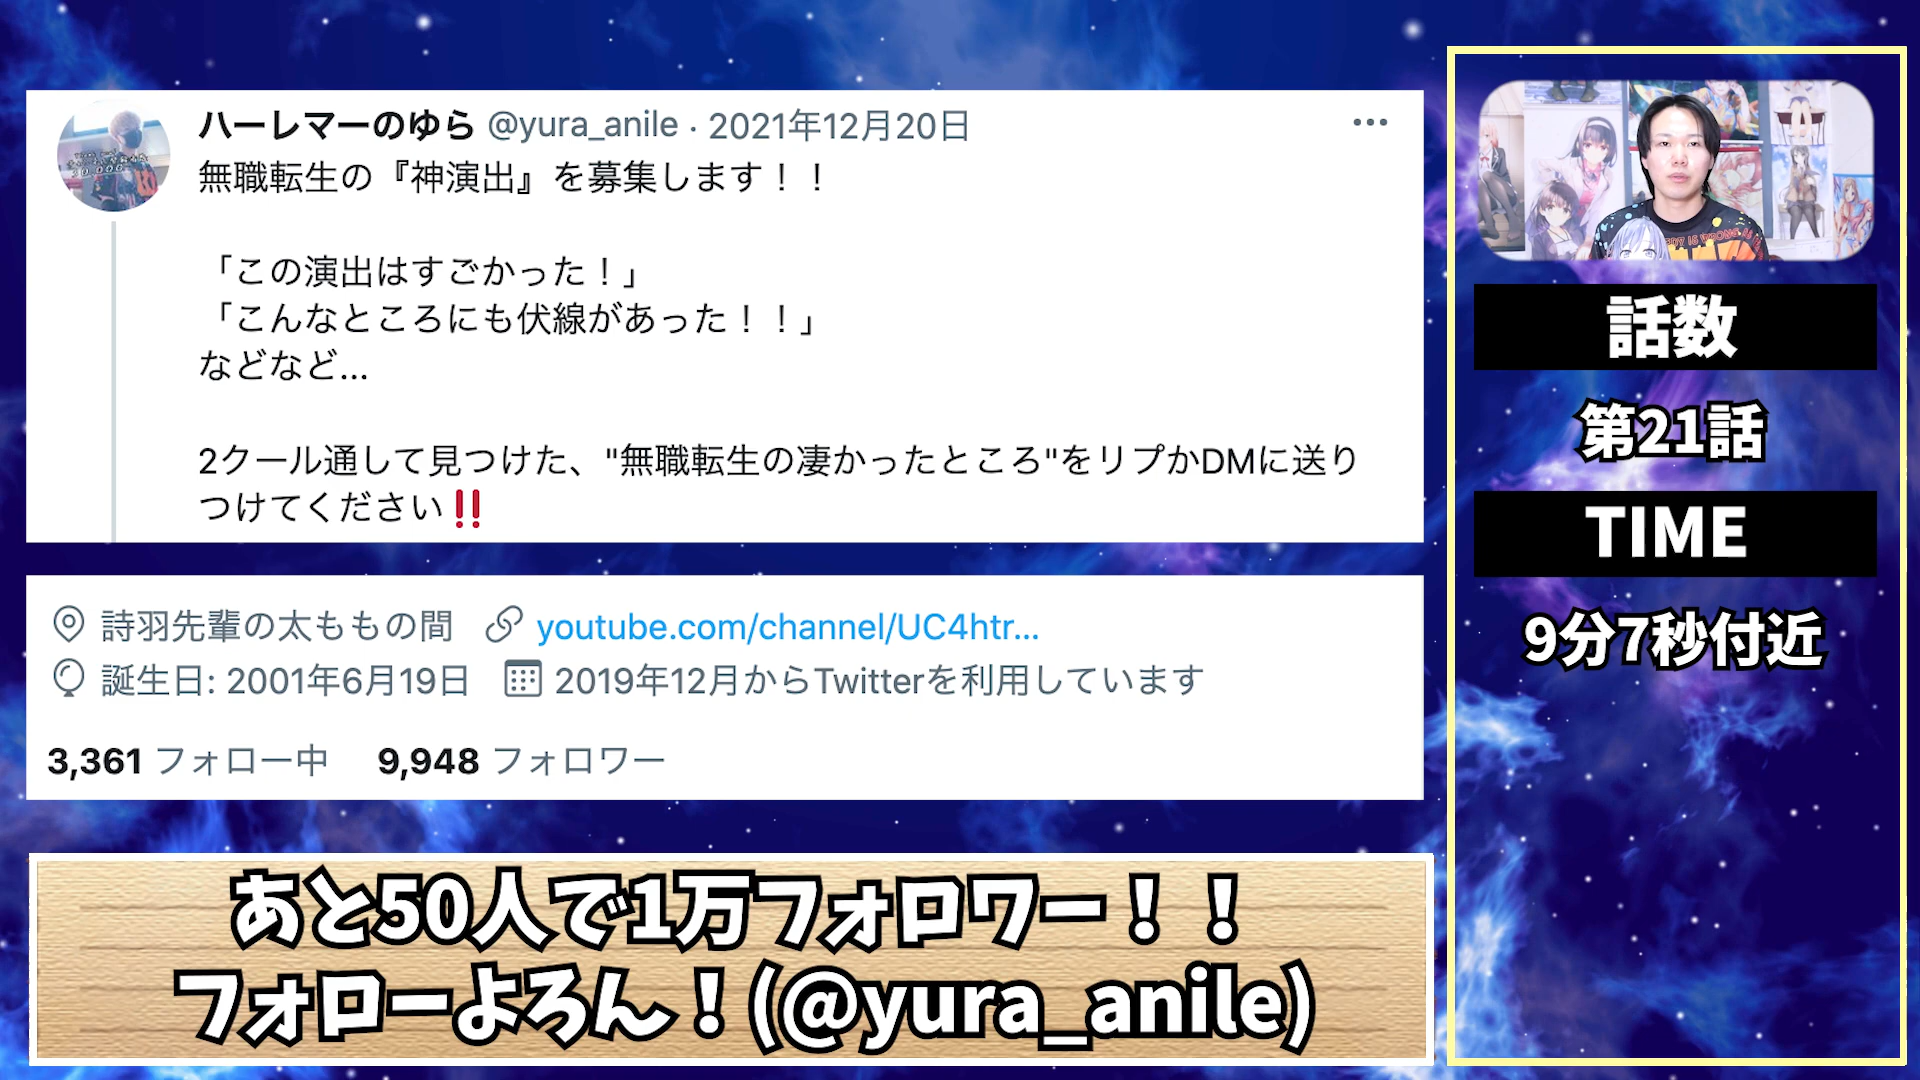 ハーレマーのゆら @yura_anile · 2021年12月20日
無職転生の『神演出』を募集します！！
「この演出はすごかった！」
「こんなところにも伏線があった！！」
などなど...
2クール通して見つけた、"無職転生の凄かったところ"をリプかDMに送り
つけてください‼️
詩羽先輩の太ももの間 youtube.com/channel/UC4htr...
誕生日: 2001年6月19日 2019年12月からTwitterを利用しています
3,361 フォロー中 9,948 フォロワー
あと50人で1万フォロワー！！
フォローよろん！(@yura_anile)
話数
第21話
TIME
9分7秒付近